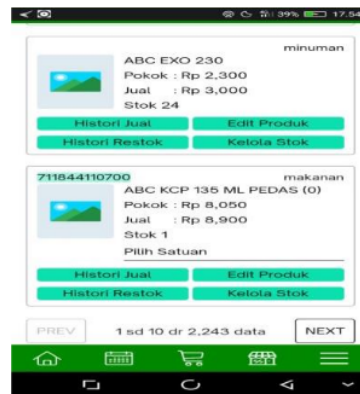 39% 17.54
minuman
ABC EXO 230
Pokok : Rp 2,300
Jual : Rp 3,000
Stok 24
Histori Jual Edit Produk
Histori Restok Kelola Stok
711844110700 makanan
ABC KCP 135 ML PEDAS (0)
Pokok : Rp 8,050
Jual : Rp 8,900
Stok 1
Pilih Satuan
Histori Jual Edit Produk
Histori Restok Kelola Stok
PREV 1 sd 10 dr 2,243 data NEXT